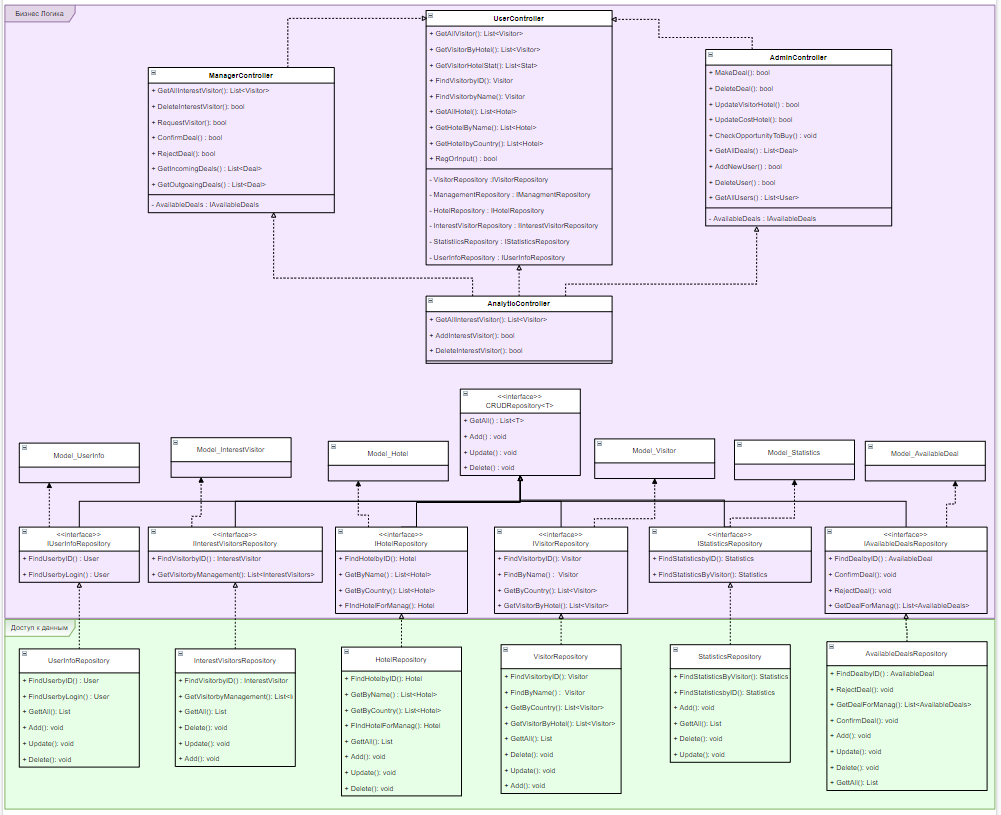 Бизнес Логика
UserController
+ GetAllVisitor(): List<Visitor>
+ GetVisitorByHotel(): List<Visitor>
+ GetVisitorHotelStat(): List<Stat>
+ FindVisitorbyID(): Visitor
+ FindVisitorbyName(): Visitor
+ GetAllHotel(): List<Hotel>
+ GetHotelByName(): List<Hotel>
+ GetHotellbyCountry(): List<Hotel>
+ RegOrInput() : bool
- VisitorRepository : IVisitorRepository
- ManagementRepository : IManagmentRepository
- HotelRepository : IHotelRepository
- InterestVisitorRepository : IInterestVisitorRepository
- StatisticsRepository : IStatisticsRepository
- UserInfoRepository : IUserInfoRepository
ManagerController
+ GetAllInterestVisitor(): List<Visitor>
+ DeleteInterestVisitor(): bool
+ RequestVisitor(): bool
+ ConfirmDeal() : bool
+ RejectDeal(): bool
+ GetIncomingDeals() : List<Deal>
+ GetOutgoaingDeals() : List<Deal>
- AvailableDeals : IAvailableDeals
AdminController
+ MakeDeal(): bool
+ DeleteDeal(): bool
+ UpdateVisitorHotel() : bool
+ UpdateCostHotel(): bool
+ CheckOpportunityToBuy() : void
+ GetAllDeals() : List<Deal>
+ AddNewUser() : bool
+ DeleteUser() : bool
+ GetAllUsers() : List<User>
- AvailableDeals : IAvailableDeals
AnalyticController
+ GetAllInterestVisitor(): List<Visitor>
+ AddInterestVisitor(): bool
+ DeleteInterestVisitor(): bool
<<interface>>
CRUDRepository<T>
+ GetAll() : List<T>
+ Add() : void
+ Update() : void
+ Delete() : void
Model_UserInfo
Model_InterestVisitor
Model_Hotel
Model_Visitor
Model_Statistics
Model_AvailableDeal
<<interface>>
IUserInfoRepository
+ FindUserbyID() : User
+ FindUserbyLogin() : User
<<interface>>
IInterestVisitorsRepository
+ FindVisitorbyID(): InterestVisitor
+ GetVisitorbyManagement(): List<InterestVisitors>
<<interface>>
IHotelRepository
+ FindHotelbyID(): Hotel
+ GetByName() : List<Hotel>
+ GetByCountry(): List<Hotel>
+ FIndHotelForManag(): Hotel
<<interface>>
IVisitorRepository
+ FindVisitorbyID(): Visitor
+ FindByName() : Visitor
+ GetByCountry(): List<Visitor>
+ GetVisitorByHotel(): List<Visitor>
<<interface>>
IStatisticsRepository
+ FindStatisticsbyID(): Statistics
+ FindStatisticsByVisitor(): Statistics
<<interface>>
IAvailableDealsRepository
+ FindDealbyID() : AvailableDeal
+ ConfirmDeal(): void
+ RejectDeal(): void
+ GetDealForManag(): List<AvailableDeals>
Доступ к данным
UserInfoRepository
+ FindUserbyID() : User
+ FindUserbyLogin() : User
+ GettAll(): List
+ Add(): void
+ Update(): void
+ Delete(): void
InterestVisitorsRepository
+ FindVisitorbyID() : InterestVisitor
+ GetVisitorbyManagement(): List<I
+ GettAll(): List
+ Delete(): void
+ Update(): void
+ Add(): void
HotelRepository
+ FindHotelbyID(): Hotel
+ GetByName() : List<Hotel>
+ GetByCountry(): List<Hotel>
+ FIndHotelForManag(): Hotel
+ GettAll(): List
+ Add(): void
+ Update(): void
+ Delete(): void
VisitorRepository
+ FindVisitorbyID(): Visitor
+ FindByName() : Visitor
+ GetByCountry(): List<Visitor>
+ GetVisitorByHotel(): List<Visitor>
+ GettAll(): List
+ Delete(): void
+ Update(): void
+ Add(): void
StatisticsRepository
+ FindStatisticsByVisitor(): Statistics
+ FindStatisticsbyID(): Statistics
+ Add(): void
+ GettAll(): List
+ Delete(): void
+ Update(): void
AvailableDealsRepository
+ FindDealbyID() : AvailableDeal
+ RejectDeal(): void
+ GetDealForManag(): List<AvailableDeals>
+ ConfirmDeal(): void
+ Add(): void
+ Update(): void
+ Delete(): void
+ GettAll(): List